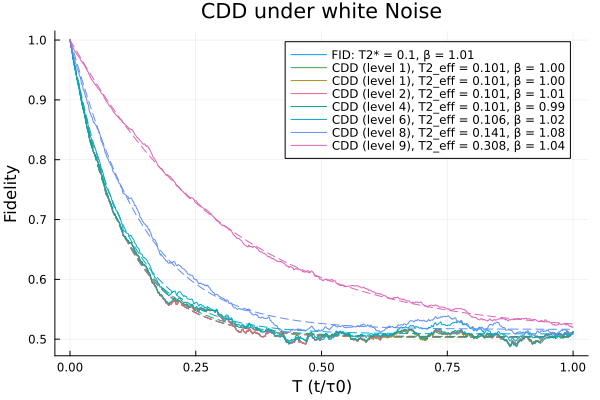 CDD under white Noise
FID: T2* = 0.1, β = 1.01
CDD (level 1), T2_eff = 0.101, β = 1.00
CDD (level 1), T2_eff = 0.101, β = 1.00
CDD (level 2), T2_eff = 0.101, β = 1.01
CDD (level 4), T2_eff = 0.101, β = 0.99
CDD (level 6), T2_eff = 0.106, β = 1.02
CDD (level 8), T2_eff = 0.141, β = 1.08
CDD (level 9), T2_eff = 0.308, β = 1.04
Fidelity
1.0
0.9
0.8
0.7
0.6
0.5
0.00 0.25 0.50 0.75 1.00
T (t/τ0)